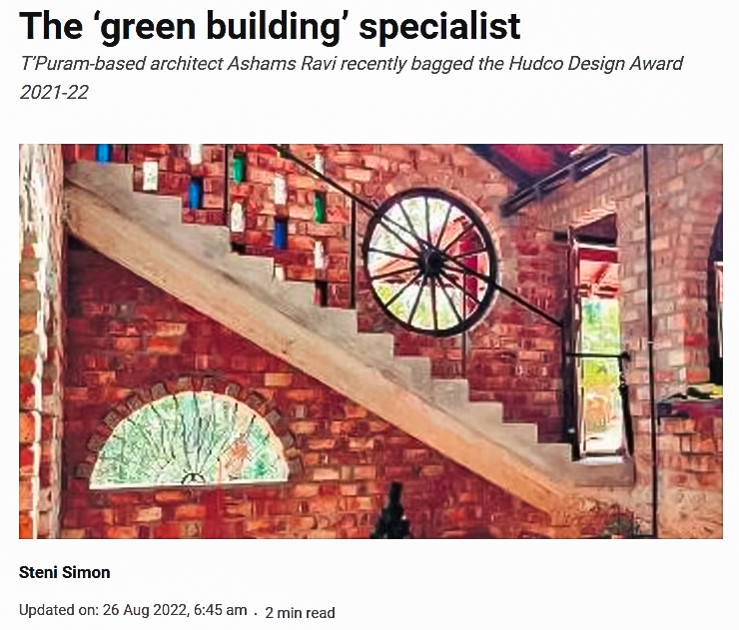 The ‘green building’ specialist
T'Puram-based architect Ashams Ravi recently bagged the Hudco Design Award
2021-22
Steni Simon
Updated on: 26 Aug 2022, 6:45 am . 2 min read